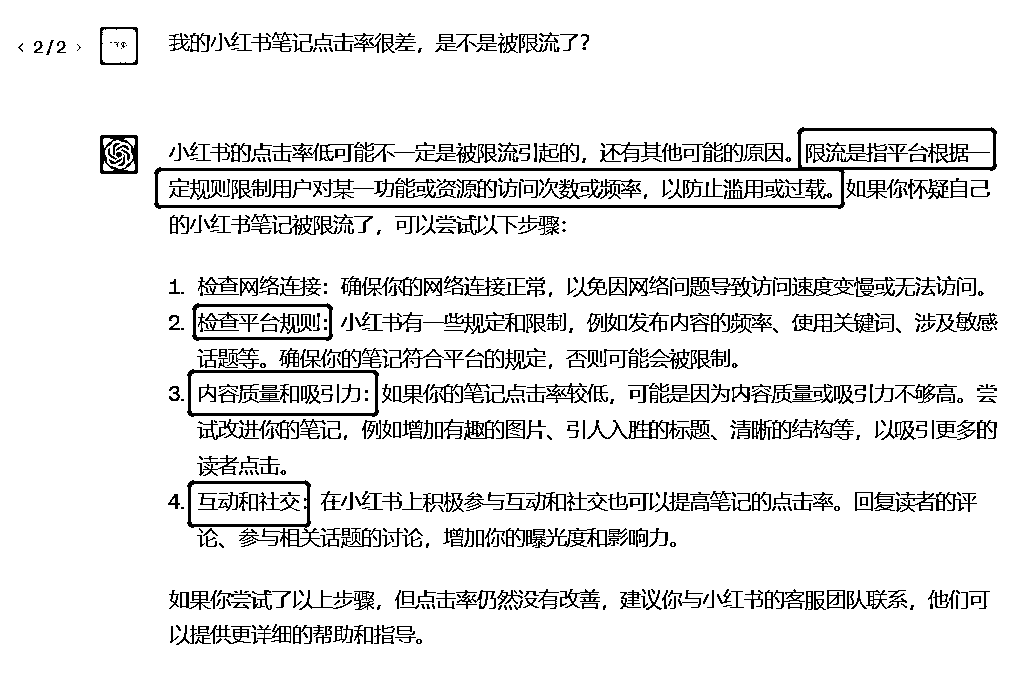 < 2/2 >
我的小红书笔记点击率很差，是不是被限流了？
小红书的点击率低可能不一定是被限流引起的，还有其他可能的原因。限流是指平台根据一
定规则限制用户对某一功能或资源的访问次数或频率，以防止滥用或过载。如果你怀疑自己
的小红书笔记被限流了，可以尝试以下步骤：
1. 检查网络连接：确保你的网络连接正常，以免因网络问题导致访问速度变慢或无法访问。
2. 检查平台规则：小红书有一些规定和限制，例如发布内容的频率、使用关键词、涉及敏感
话题等。确保你的笔记符合平台的规定，否则可能会被限制。
3. 内容质量和吸引力：如果你的笔记点击率较低，可能是因为内容质量或吸引力不够高。尝
试改进你的笔记，例如增加有趣的图片、引人入胜的标题、清晰的结构等，以吸引更多的
读者点击。
4. 互动和社交：在小红书上积极参与互动和社交也可以提高笔记的点击率。回复读者的评
论、参与相关话题的讨论，增加你的曝光度和影响力。
如果你尝试了以上步骤，但点击率仍然没有改善，建议你与小红书的客服团队联系，他们可
以提供更详细的帮助和指导。